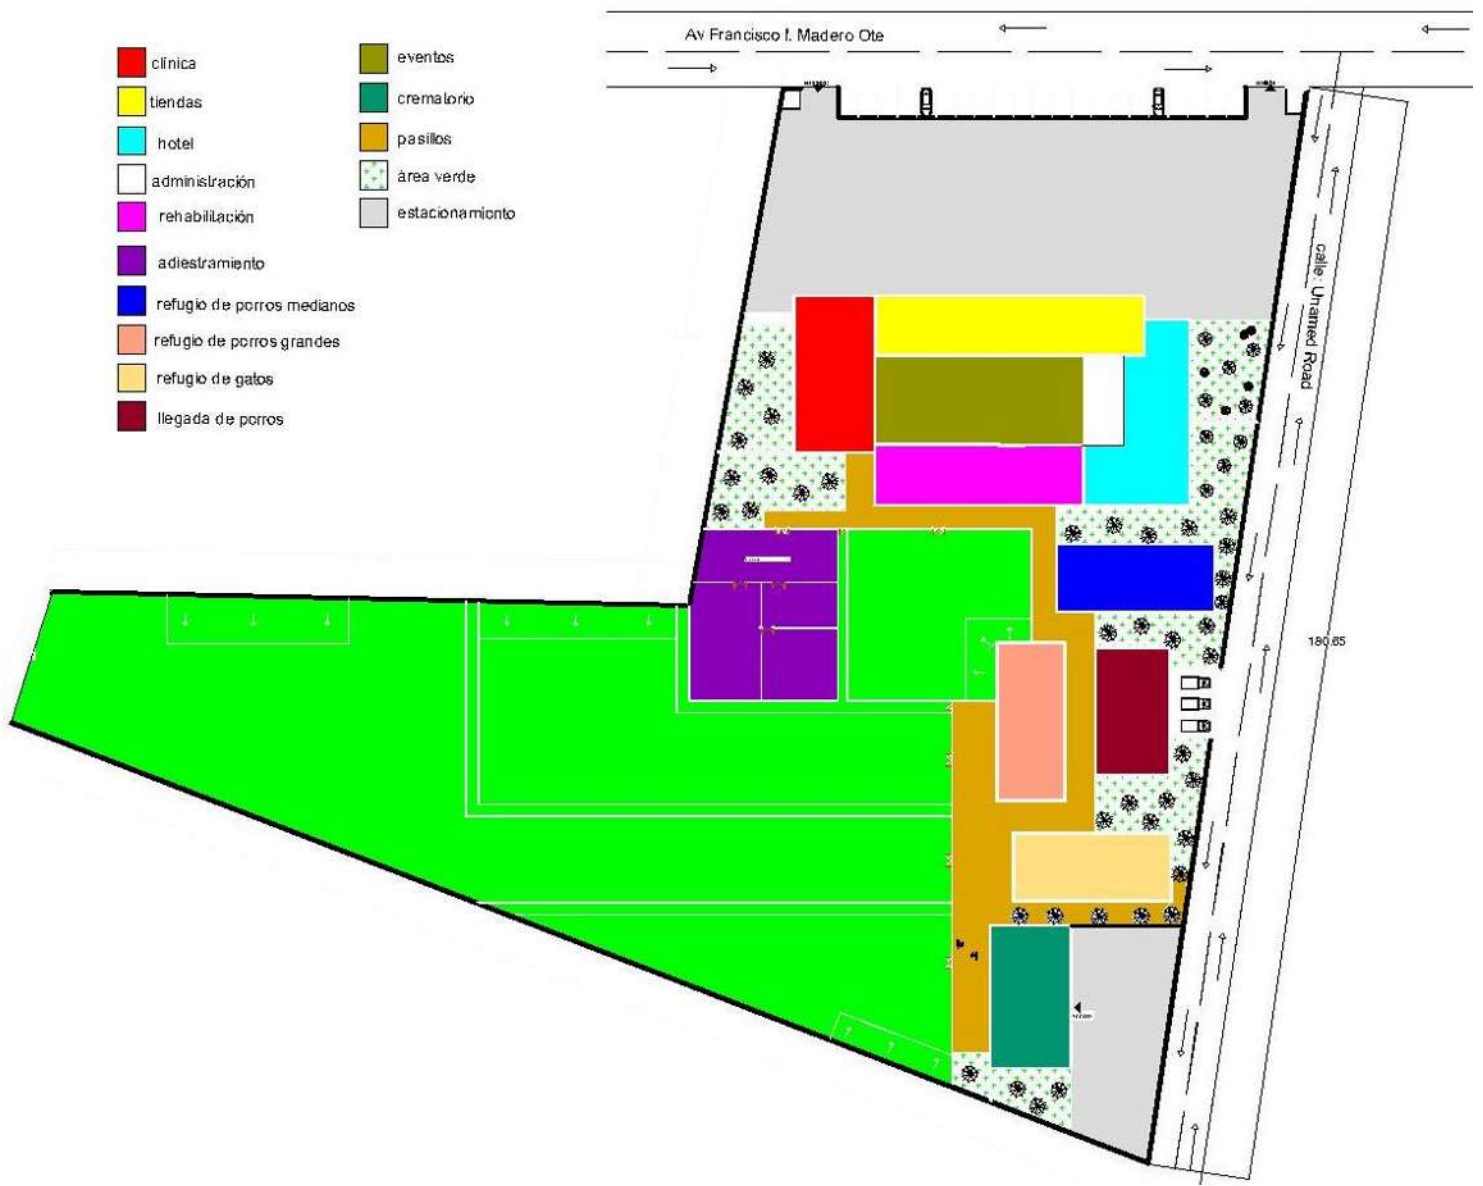 Av Francisco I. Madero Ote
clínica
tiendas
hotel
administración
rehabilitación
adiestramiento
refugio de perros medianos
refugio de perros grandes
refugio de gatos
llegada de perros
eventos
crematorio
pasillos
área verde
estacionamiento
calle: Unamed Road
180.65